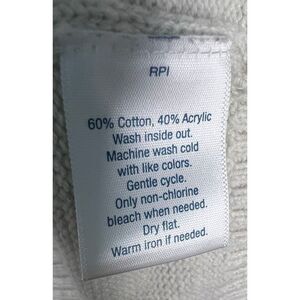 RPI
60% Cotton, 40% Acrylic
Wash inside out.
Machine wash cold
with like colors.
Gentle cycle.
Only non-chlorine
bleach when needed.
Dry flat.
Warm iron if needed.